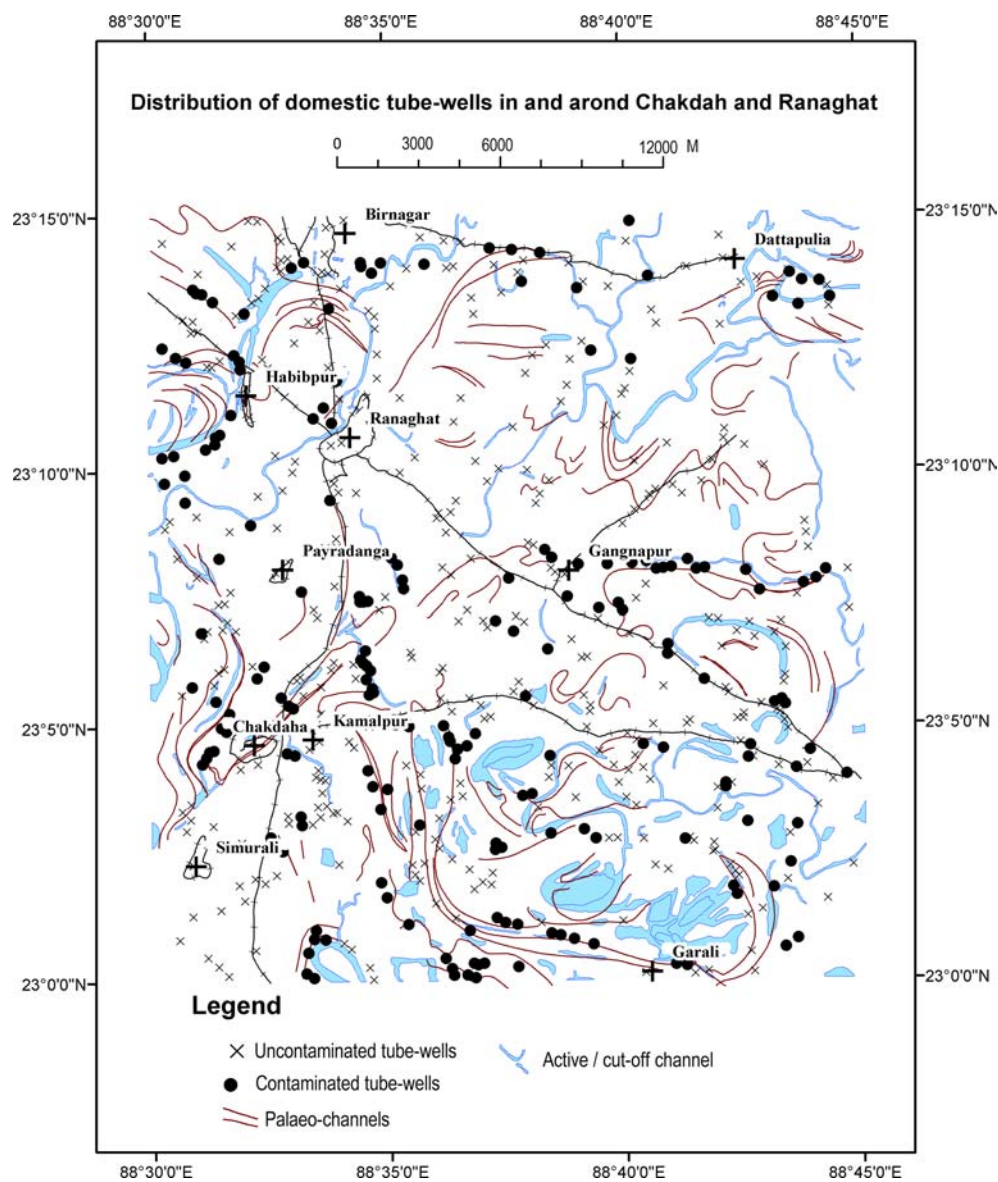 88°30'0"E 88°35'0"E 88°40'0"E 88°45'0"E
Distribution of domestic tube-wells in and arond Chakdah and Ranaghat
0 3000 6000 12000 M
23°15'0"N 23°15'0"N
Birnagar
Dattapulia
Habibpur
Ranaghat
23°10'0"N 23°10'0"N
Payradanga Gangnapur
23°5'0"N 23°5'0"N
Chakdaha Kamalpur
Simurali
Garali
23°0'0"N 23°0'0"N
Legend
Uncontaminated tube-wells
Active / cut-off channel
Contaminated tube-wells
Palaeo-channels
88°30'0"E 88°35'0"E 88°40'0"E 88°45'0"E